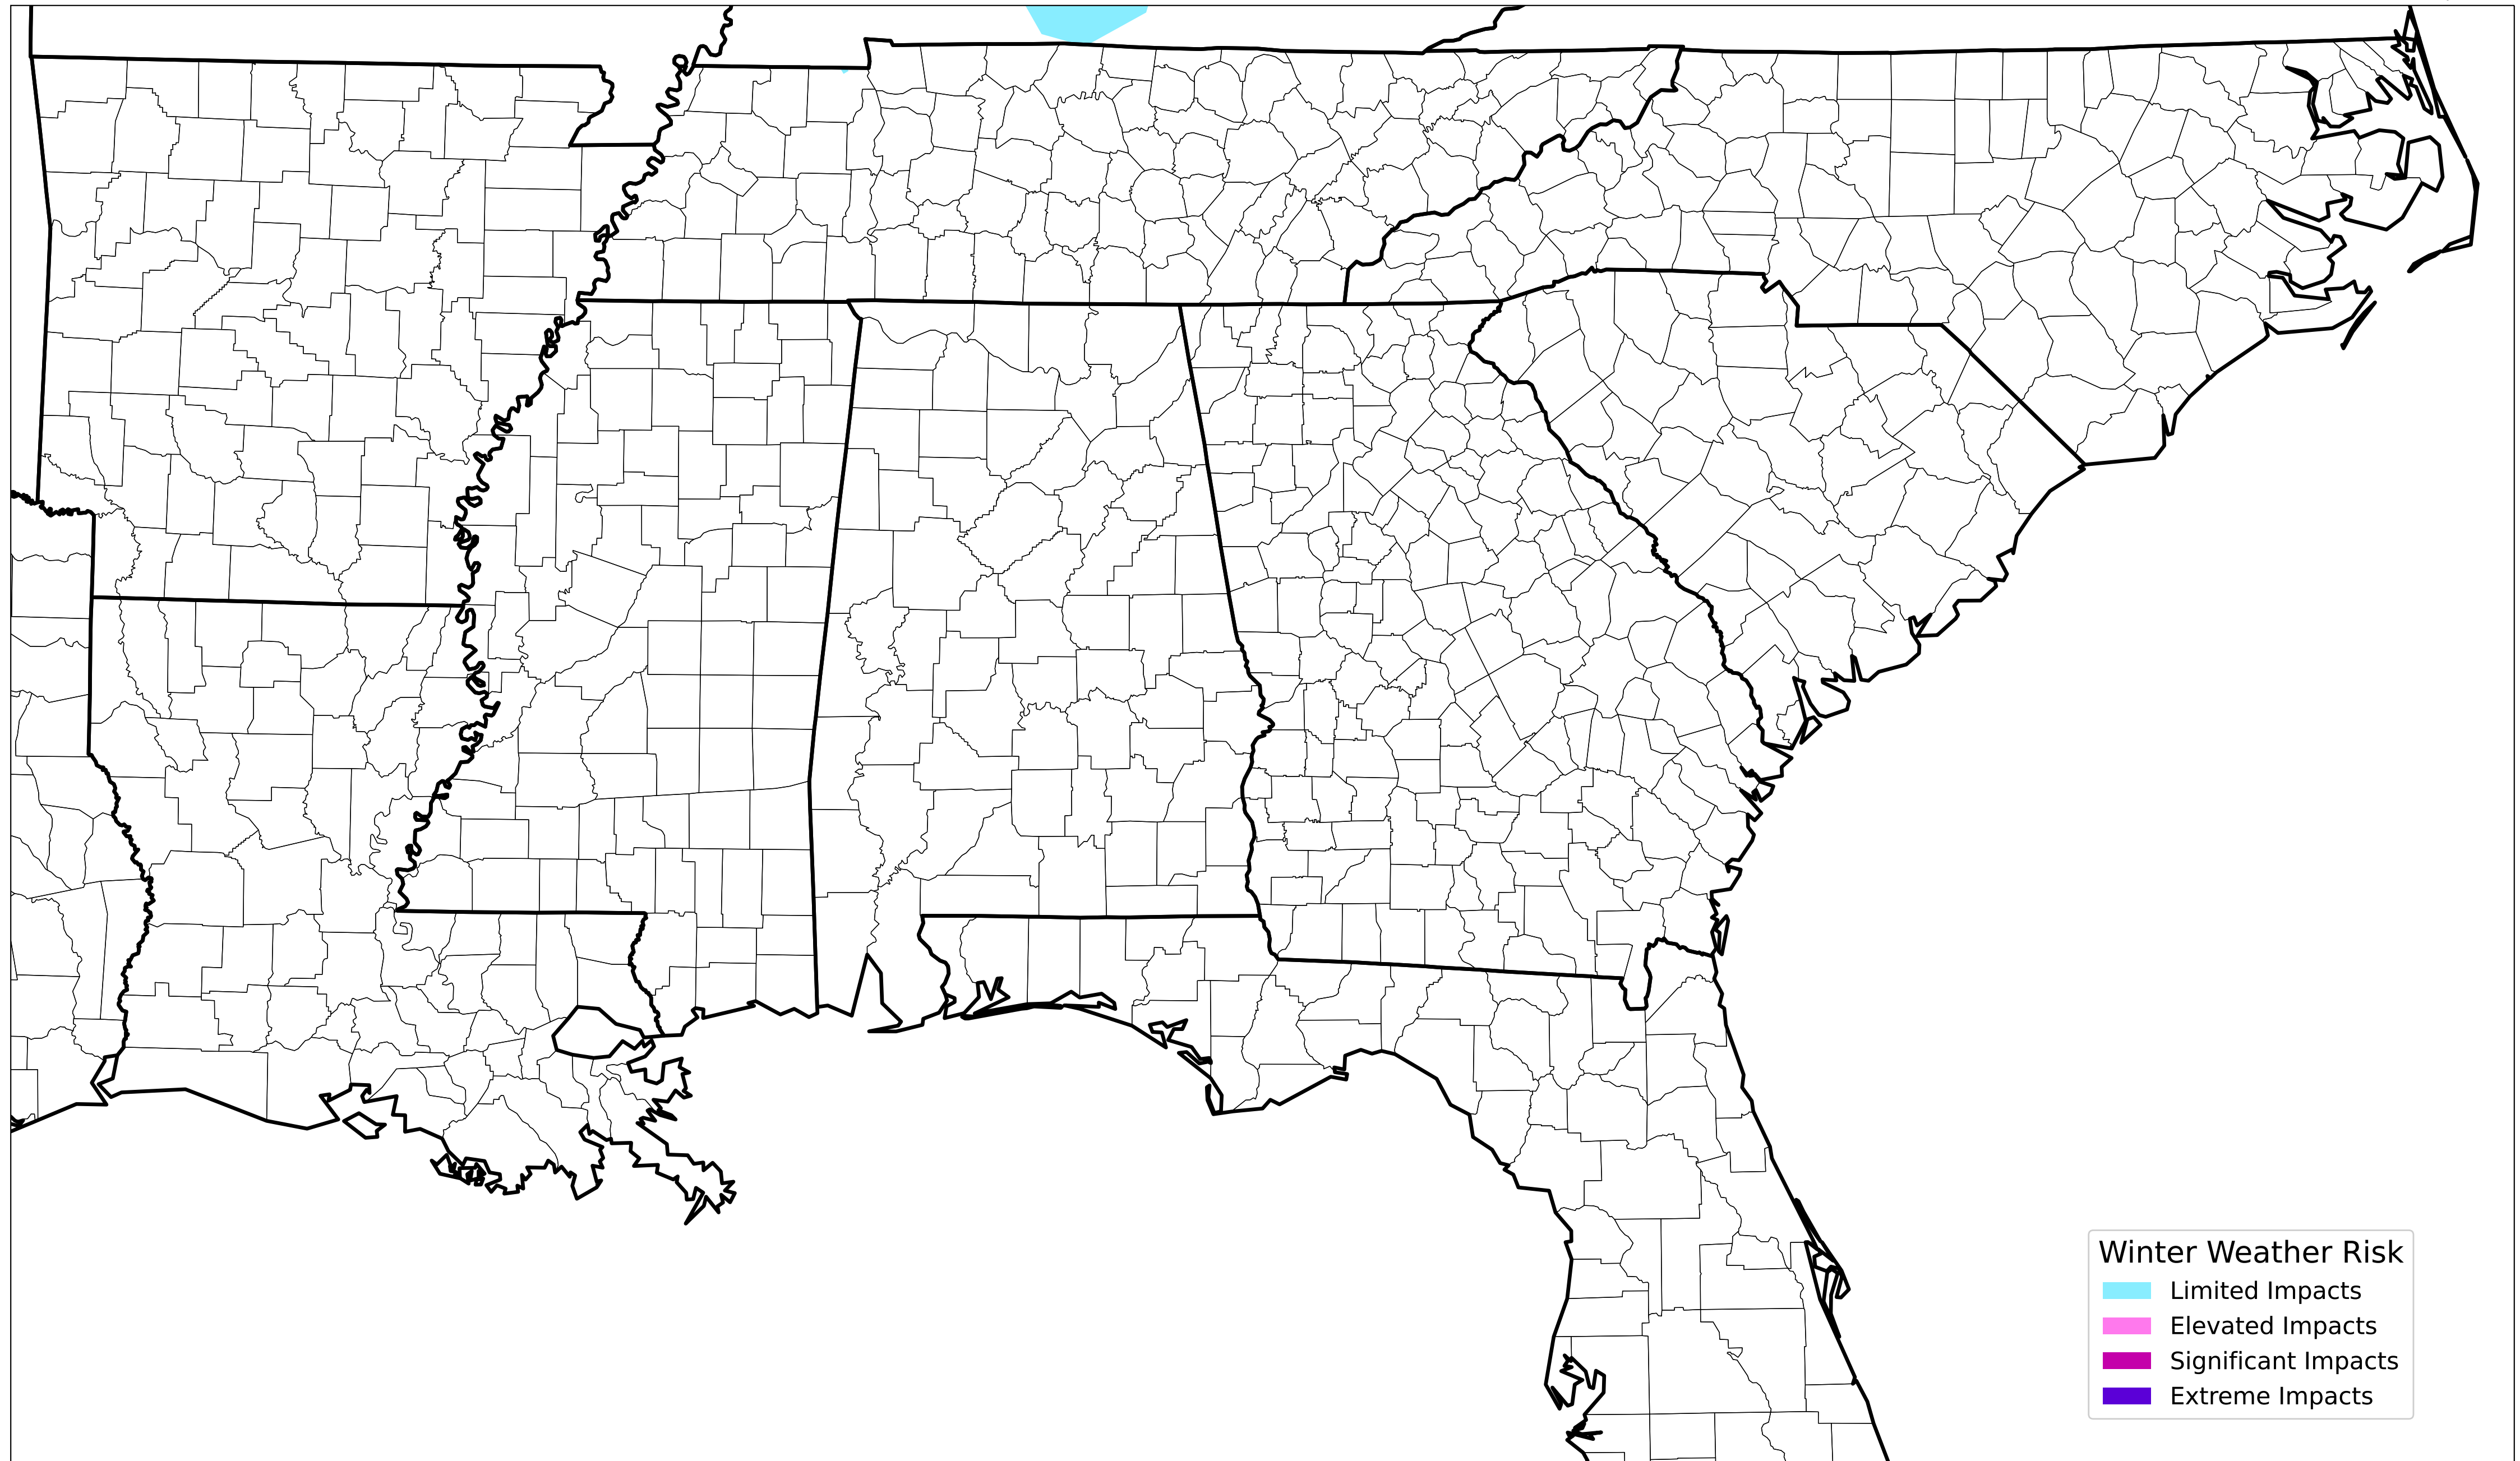 Winter Weather Risk
Limited Impacts
Elevated Impacts
Significant Impacts
Extreme Impacts